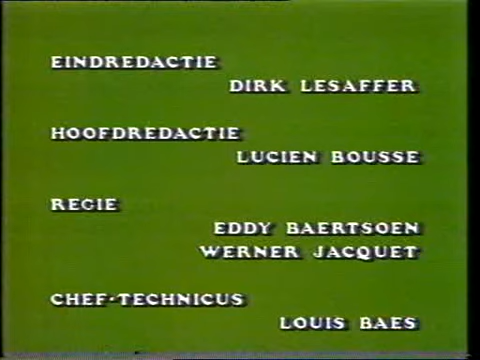 EINDREDACTIE
DIRK LESAFFER
HOOFDREDACTIE
LUCIEN BOUSSE
REGIE
EDDY BAERTSOEN
WERNER JACQUET
CHEF-TECHNICUS
LOUIS BAES